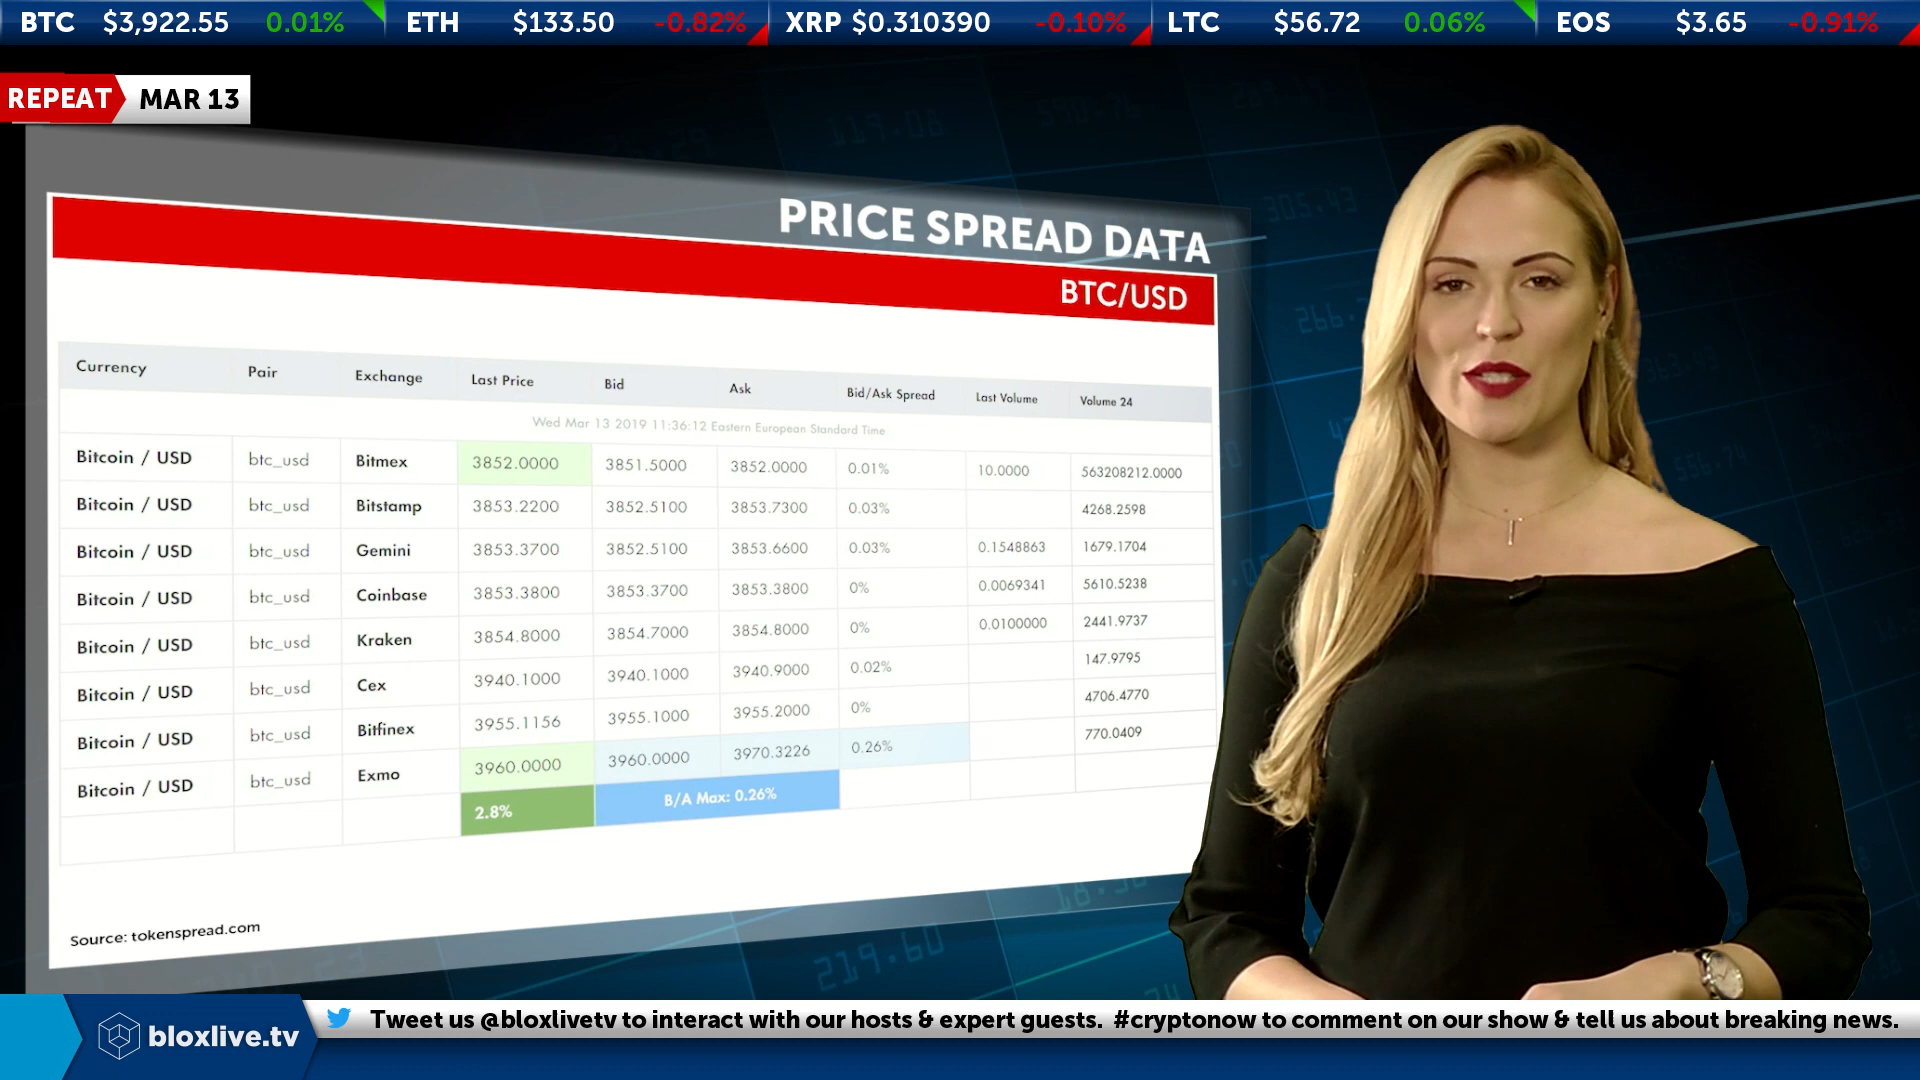 BTC $3,922.55 0.01% ETH $133.50 -0.82% XRP $0.310390 -0.10% LTC $56.72 0.06% EOS $3.65 -0.91%
REPEAT MAR 13
PRICE SPREAD DATA
BTC/USD
Currency Pair Exchange Last Price Bid Ask Bid/Ask Spread Last Volume Volume 24
Wed Mar 13 2019 11:36:12 Eastern European Standard Time
Bitcoin / USD btc_usd Bitmex 3852.0000 3851.5000 3852.0000 0.01% 10.0000 563208212.0000
Bitcoin / USD btc_usd Bitstamp 3853.2200 3852.5100 3853.7300 0.03% 4268.2598
Bitcoin / USD btc_usd Gemini 3853.3700 3852.5100 3853.6600 0.03% 0.1548863 1679.1704
Bitcoin / USD btc_usd Coinbase 3853.3800 3853.3700 3853.3800 0% 0.0069341 5610.5238
Bitcoin / USD btc_usd Kraken 3854.8000 3854.7000 3854.8000 0% 0.0100000 2441.9737
Bitcoin / USD btc_usd Cex 3940.1000 3940.1000 3940.9000 0.02% 147.9795
Bitcoin / USD btc_usd Bitfinex 3955.1156 3955.1000 3955.2000 0% 4706.4770
Bitcoin / USD btc_usd Exmo 3960.0000 3960.0000 3970.3226 0.26% 770.0409
2.8% B/A Max: 0.26%
Source: tokenspread.com
219.60
bloxlive.tv
Tweet us @bloxlivetv to interact with our hosts & expert guests. #cryptonow to comment on our show & tell us about breaking news.